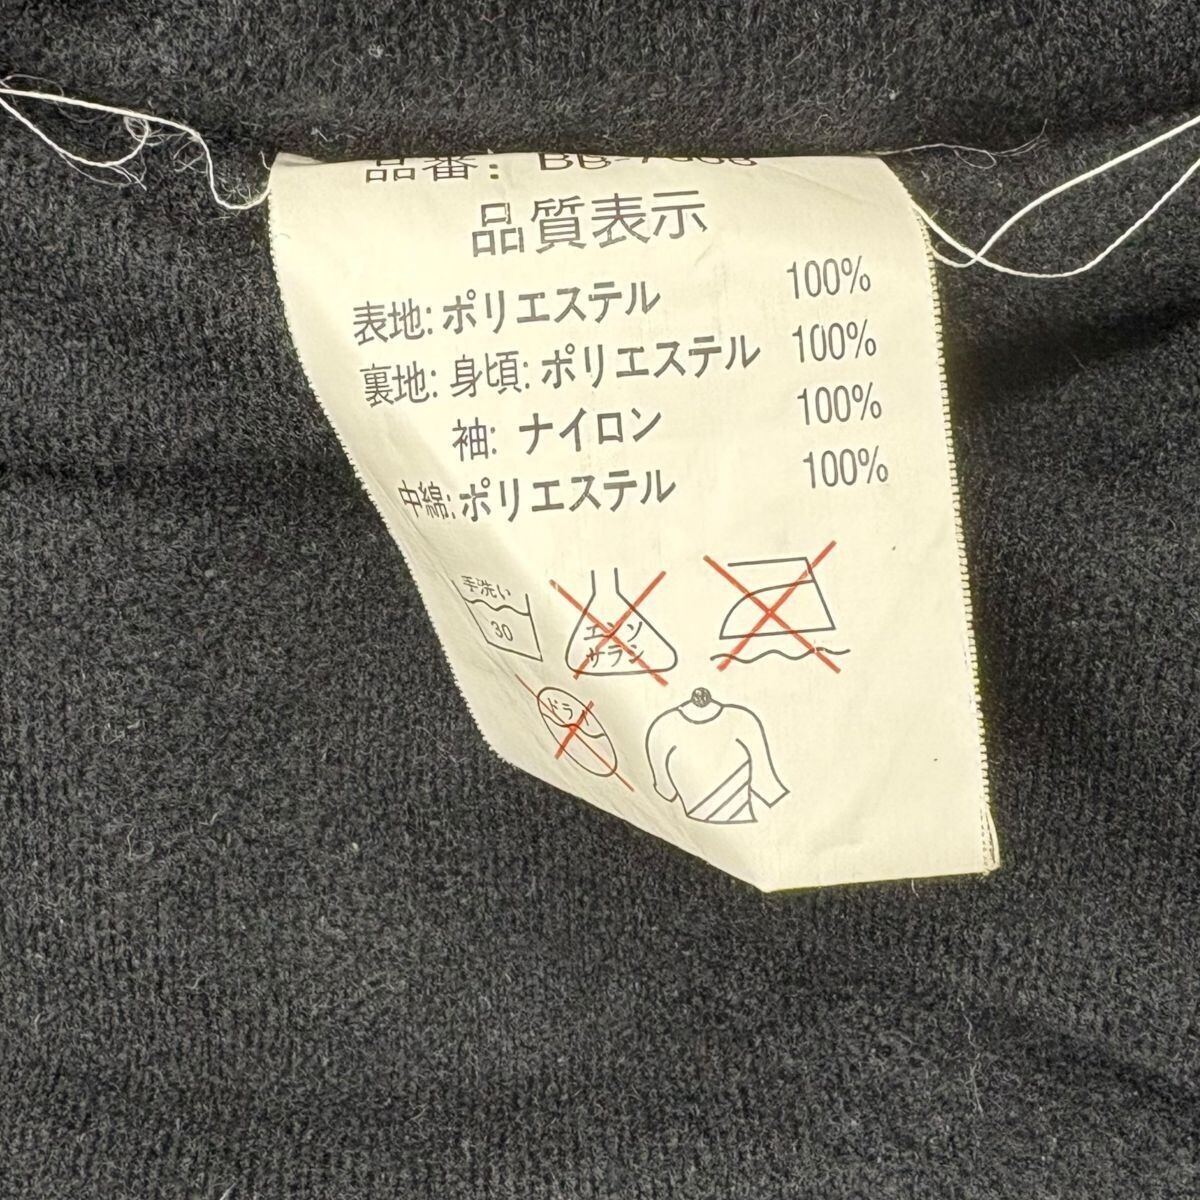 品番:
品質表示
表地: ポリエステル 100%
裏地: 身頃: ポリエステル 100%
袖: ナイロン 100%
中綿: ポリエステル 100%
手洗い
30
エンソ
サラシ
ドライ